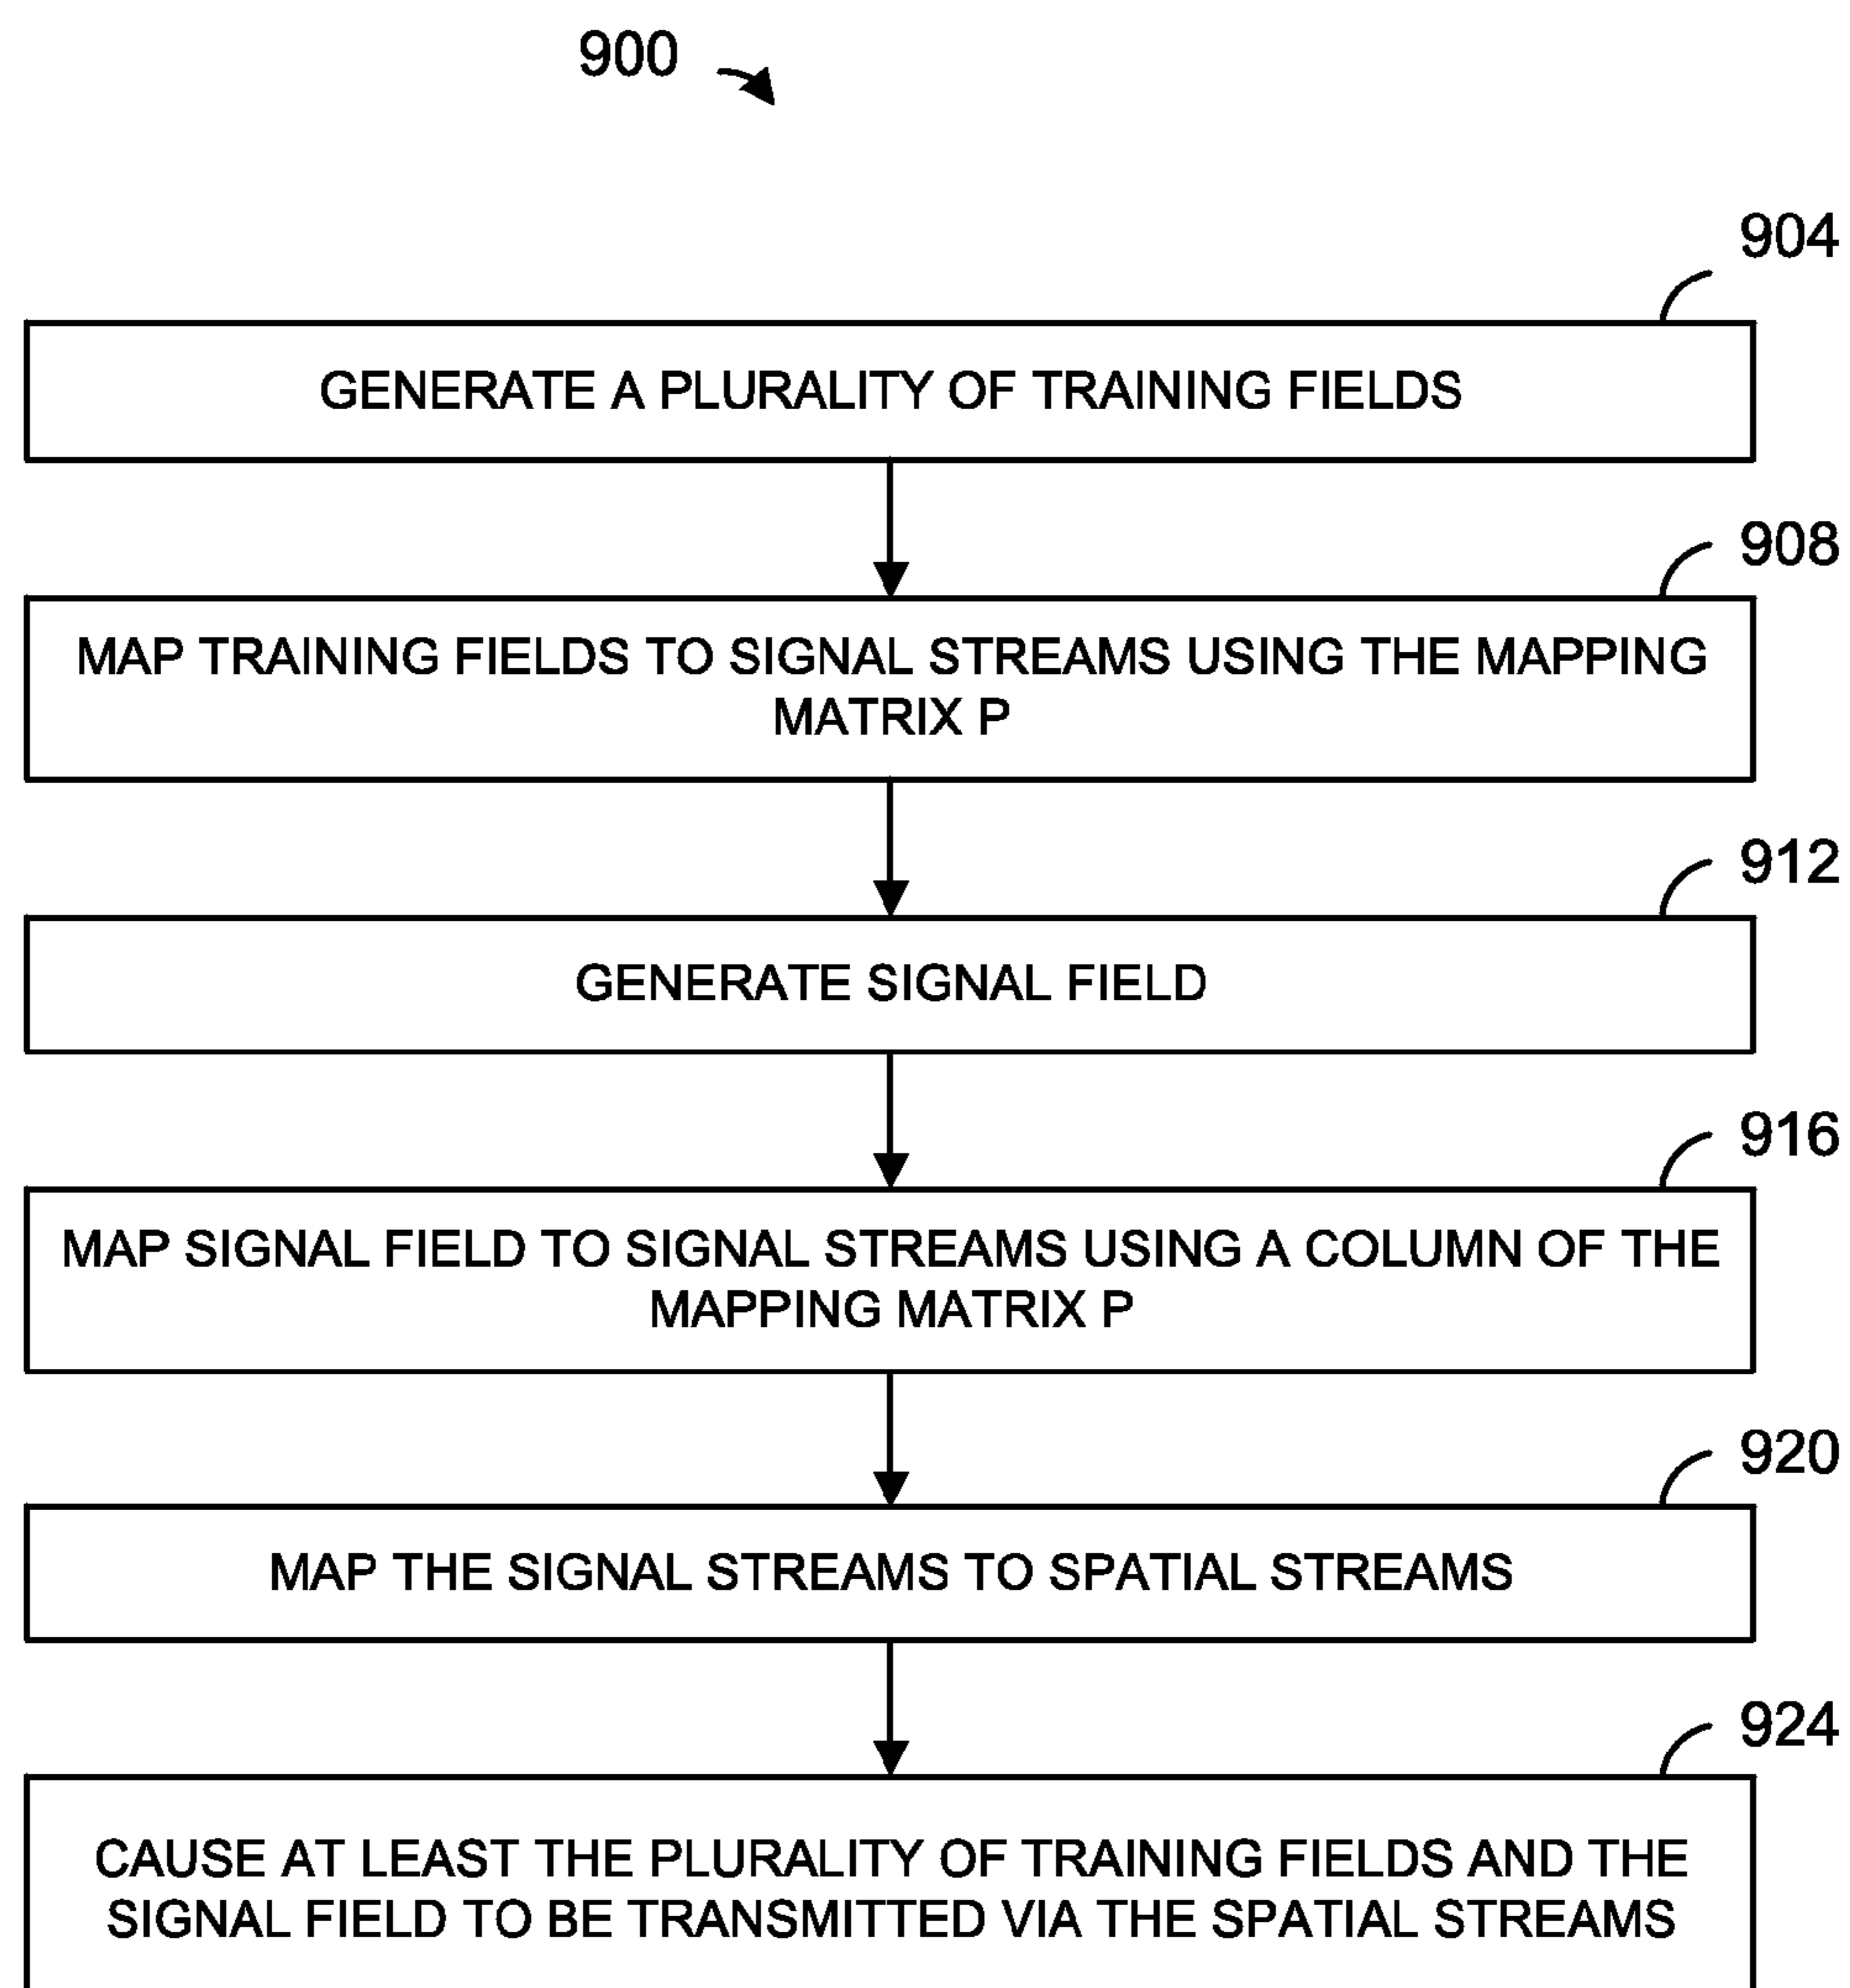 900
904
GENERATE A PLURALITY OF TRAINING FIELDS
908
MAP TRAINING FIELDS TO SIGNAL STREAMS USING THE MAPPING
MATRIX P
912
GENERATE SIGNAL FIELD
916
MAP SIGNAL FIELD TO SIGNAL STREAMS USING A COLUMN OF THE
MAPPING MATRIX P
920
MAP THE SIGNAL STREAMS TO SPATIAL STREAMS
924
CAUSE AT LEAST THE PLURALITY OF TRAINING FIELDS AND THE
SIGNAL FIELD TO BE TRANSMITTED VIA THE SPATIAL STREAMS